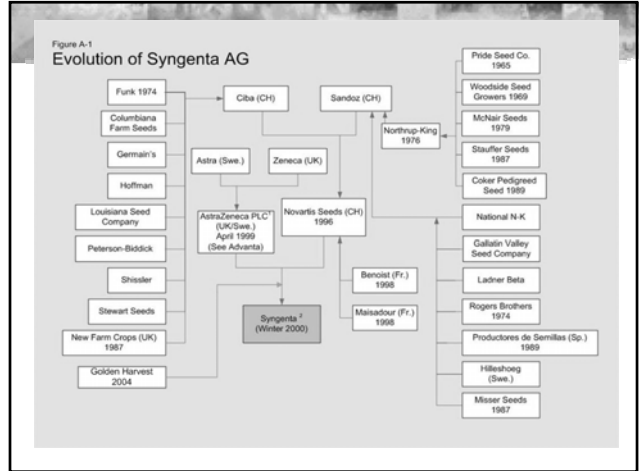 Figure A-1
Evolution of Syngenta AG
Funk 1974
Columbiana
Farm Seeds
Germain's
Hoffman
Louisiana Seed
Company
Peterson-Biddick
Shissler
Stewart Seeds
New Farm Crops (UK)
1987
Golden Harvest
2004
Ciba (CH)
Sandoz (CH)
Astra (Swe.)
Zeneca (UK)
AstraZeneca PLC¹
(UK/Swe.)
April 1999
(See Advanta)
Novartis Seeds (CH)
1996
Benoist (Fr.)
1998
Maisadour (Fr.)
1998
Syngenta ²
(Winter 2000)
Northrup-King
1976
Pride Seed Co.
1965
Woodside Seed
Growers 1969
McNair Seeds
1979
Stauffer Seeds
1987
Coker Pedigreed
Seed 1989
National N-K
Gallatin Valley
Seed Company
Ladner Beta
Rogers Brothers
1974
Productores de Semillas (Sp.)
1989
Hilleshoeg
(Swe.)
Misser Seeds
1987